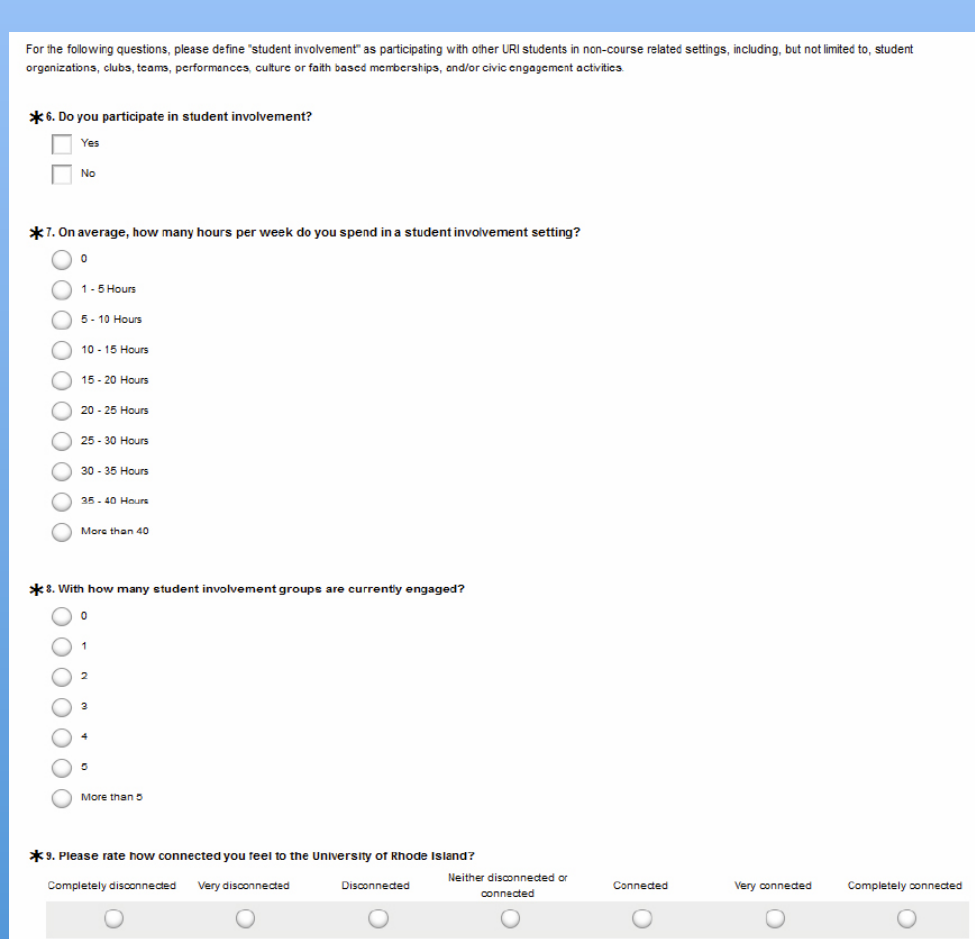 For the following questions, please define "student involvement" as participating with other URI students in non-course related settings, including, but not limited to, student
organizations, clubs, teams, performances, culture or faith based memberships, and/or civic engagement activities.
*6. Do you participate in student involvement?
Yes
No
*7. On average, how many hours per week do you spend in a student involvement setting?
0
1 - 5 Hours
5 - 10 Hours
10 - 15 Hours
15 - 20 Hours
20 - 25 Hours
25 - 30 Hours
30 - 35 Hours
35 - 40 Hours
More than 40
*8. With how many student involvement groups are currently engaged?
0
1
2
3
4
5
More than 5
*9. Please rate how connected you feel to the University of Rhode Island?
Completely disconnected Very disconnected Disconnected Neither disconnected or connected Connected Very connected Completely connected